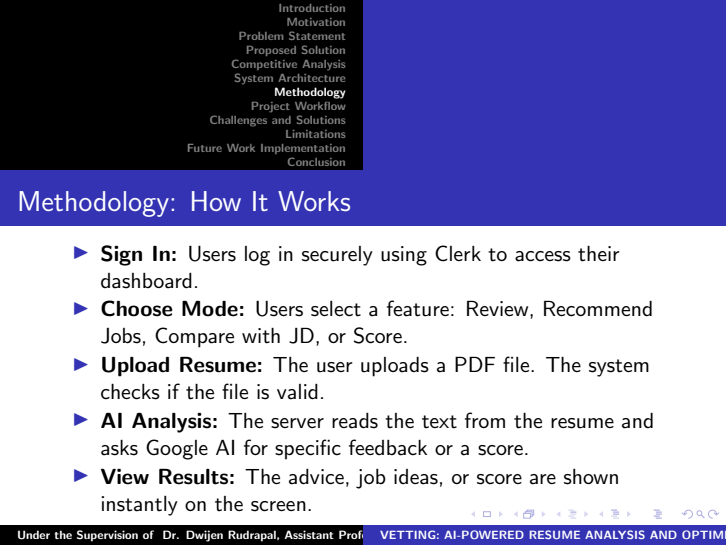 Introduction
Motivation
Problem Statement
Proposed Solution
Competitive Analysis
System Architecture
Methodology
Project Workflow
Challenges and Solutions
Limitations
Future Work Implementation
Conclusion
Methodology: How It Works
Sign In: Users log in securely using Clerk to access their
dashboard.
Choose Mode: Users select a feature: Review, Recommend
Jobs, Compare with JD, or Score.
Upload Resume: The user uploads a PDF file. The system
checks if the file is valid.
AI Analysis: The server reads the text from the resume and
asks Google AI for specific feedback or a score.
View Results: The advice, job ideas, or score are shown
instantly on the screen.
Under the Supervision of Dr. Dwijen Rudrapal, Assistant Prof
VETTING: AI-POWERED RESUME ANALYSIS AND OPTIM